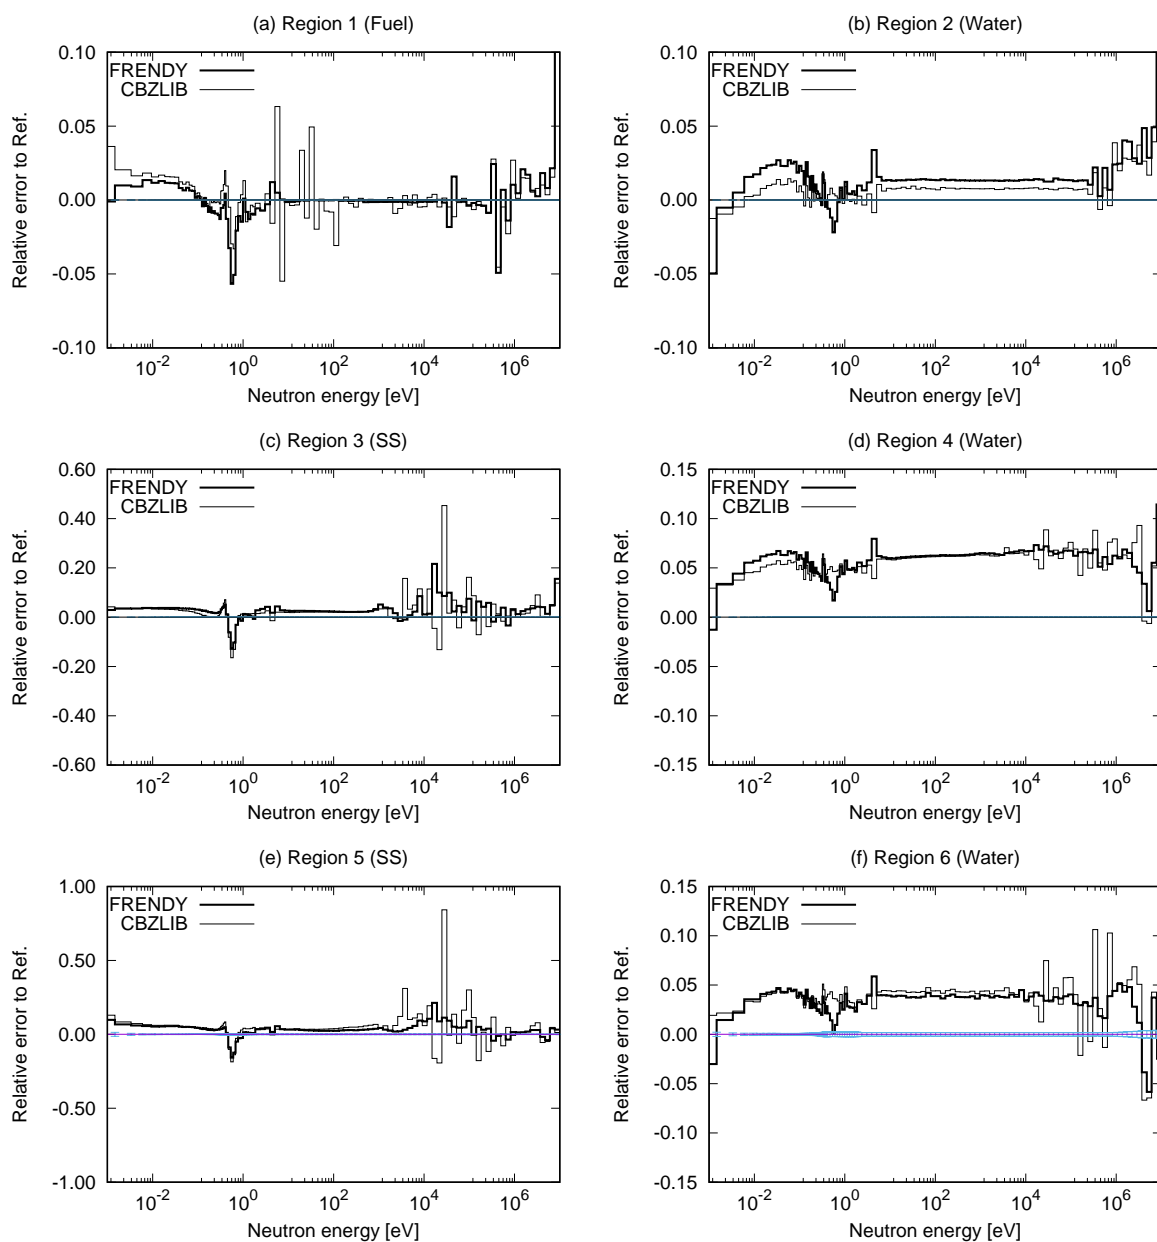 (a) Region 1 (Fuel)
0.10
0.05
0.00
-0.05
-0.10
Relative error to Ref.
FRENDY
CBZLIB
10-2 100 102 104 106
Neutron energy [eV]
(b) Region 2 (Water)
0.10
0.05
0.00
-0.05
-0.10
Relative error to Ref.
FRENDY
CBZLIB
10-2 100 102 104 106
Neutron energy [eV]
(c) Region 3 (SS)
0.60
0.40
0.20
0.00
-0.20
-0.40
-0.60
Relative error to Ref.
FRENDY
CBZLIB
10-2 100 102 104 106
Neutron energy [eV]
(d) Region 4 (Water)
0.15
0.10
0.05
0.00
-0.05
-0.10
-0.15
Relative error to Ref.
FRENDY
CBZLIB
10-2 100 102 104 106
Neutron energy [eV]
(e) Region 5 (SS)
1.00
0.50
0.00
-0.50
-1.00
Relative error to Ref.
FRENDY
CBZLIB
10-2 100 102 104 106
Neutron energy [eV]
(f) Region 6 (Water)
0.15
0.10
0.05
0.00
-0.05
-0.10
-0.15
Relative error to Ref.
FRENDY
CBZLIB
10-2 100 102 104 106
Neutron energy [eV]